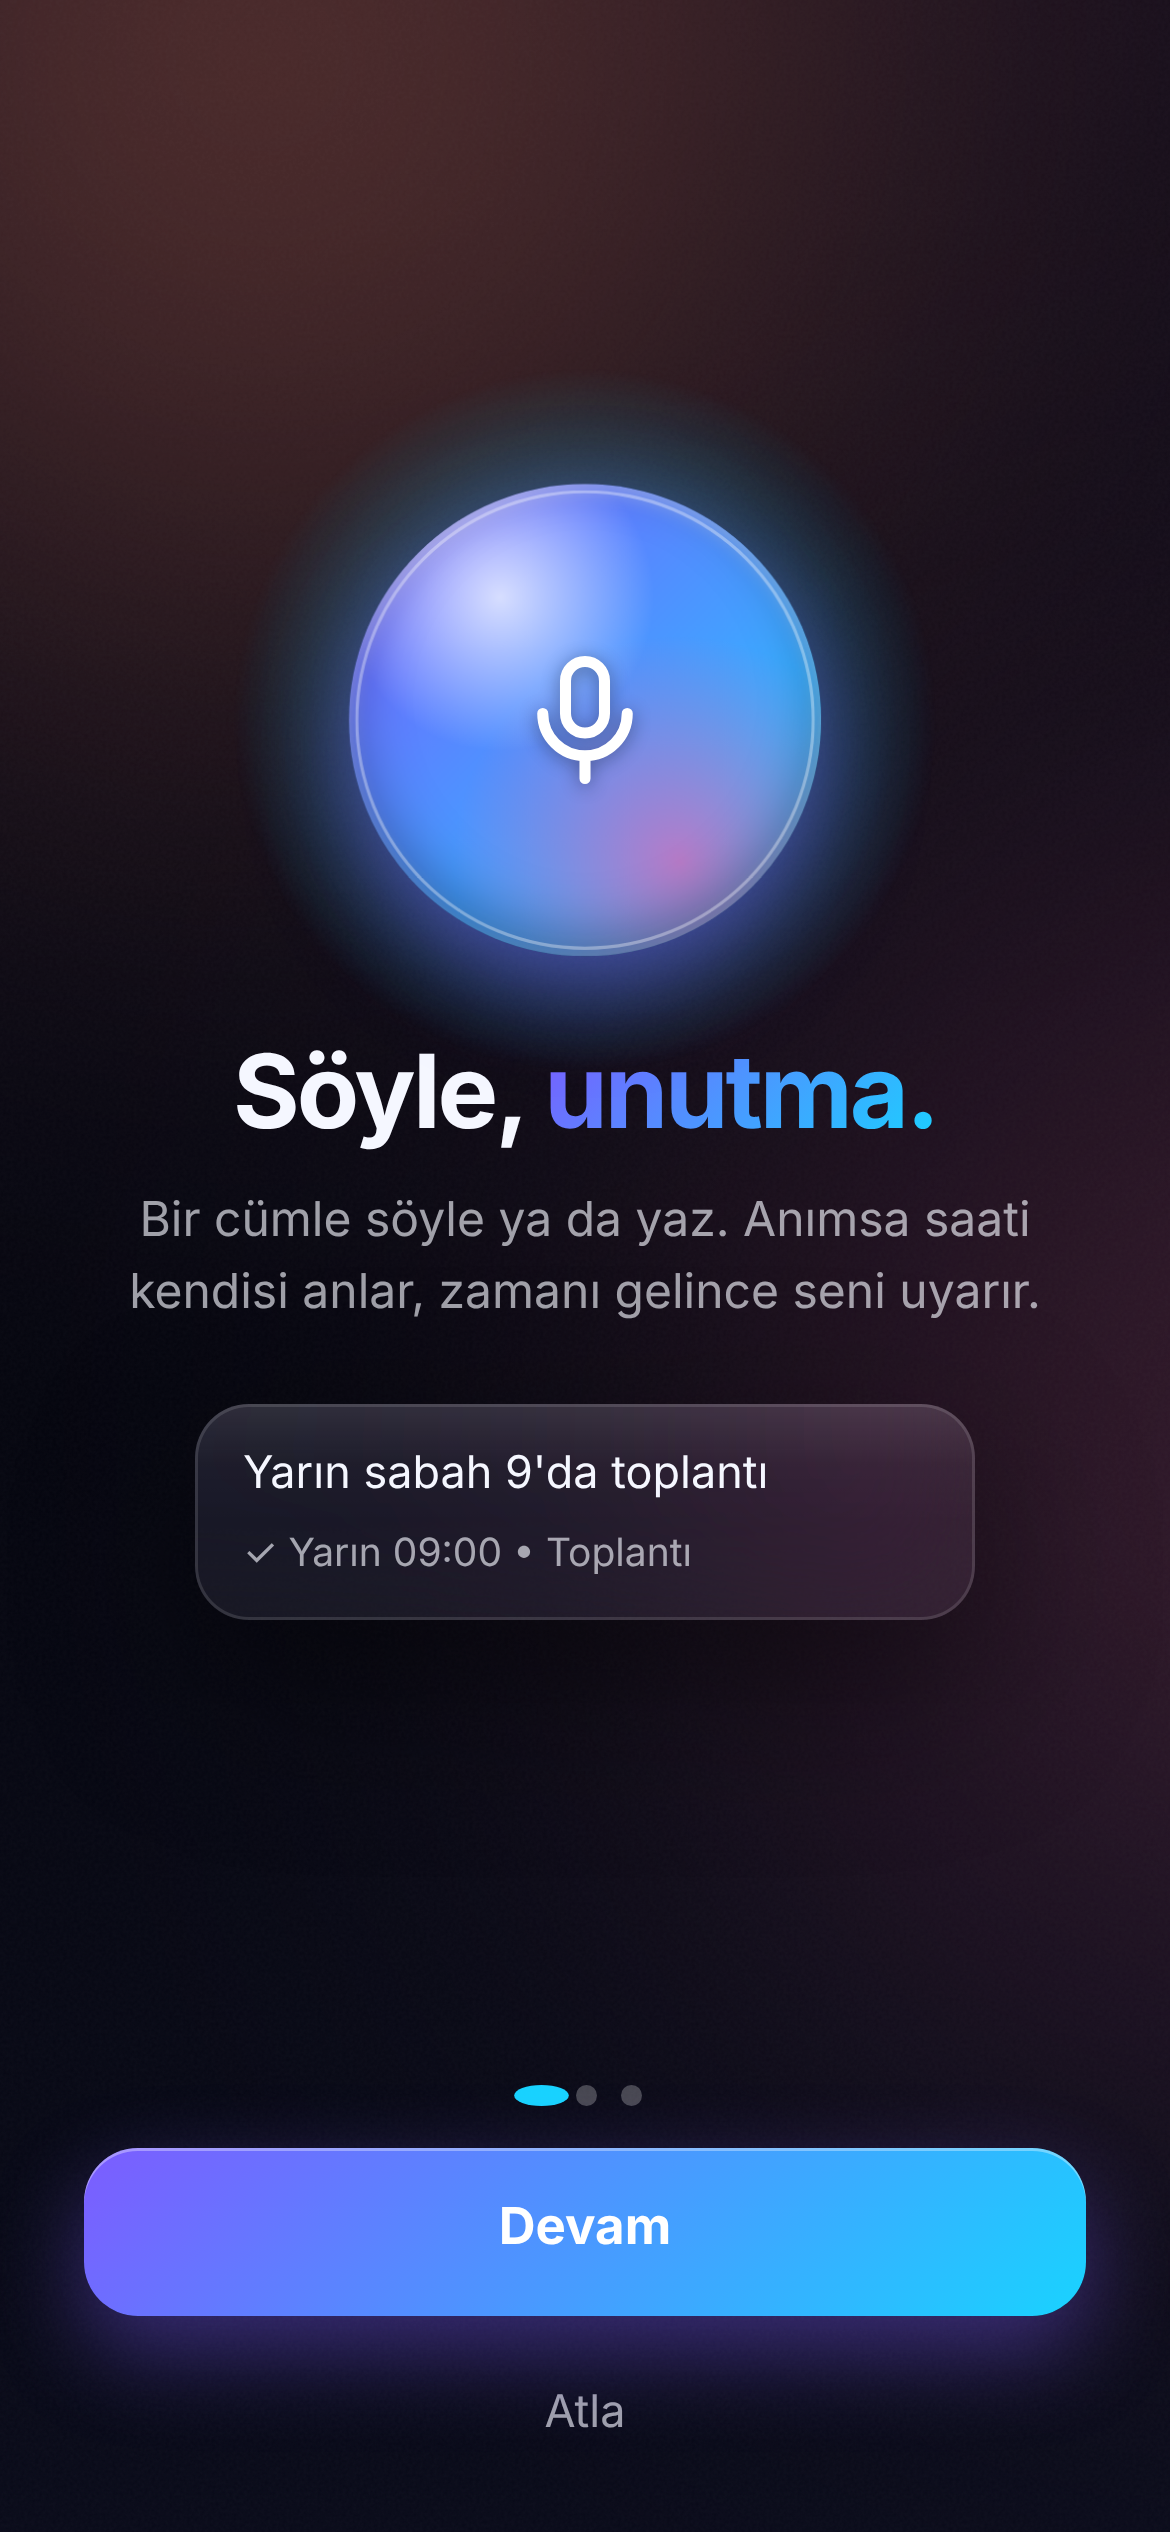 Söyle, unutma.
Bir cümle söyle ya da yaz. Anımsa saati
kendisi anlar, zamanı gelince seni uyarır.
Yarın sabah 9'da toplantı
✓ Yarın 09:00 • Toplantı
Devam
Atla